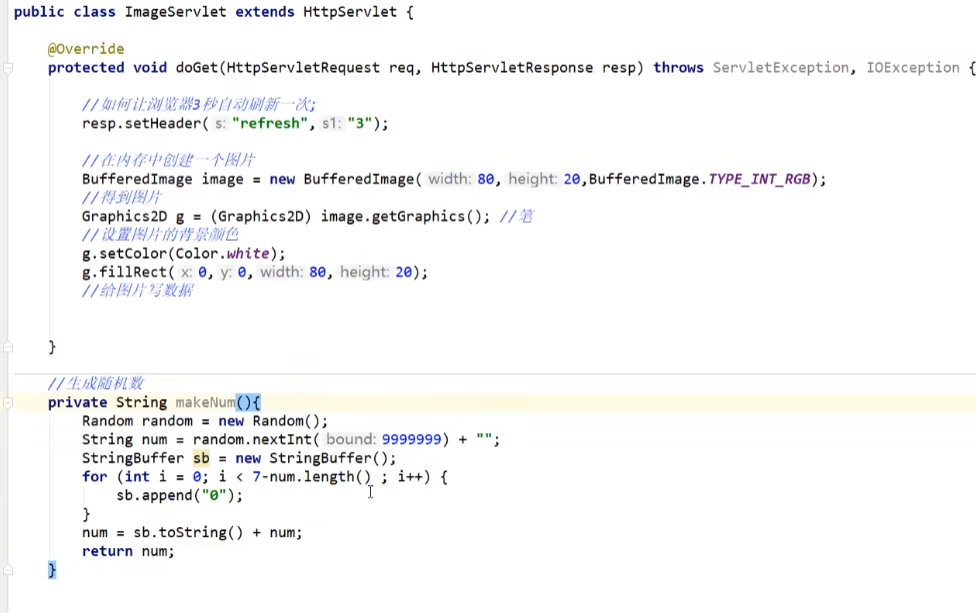 public class ImageServlet extends HttpServlet {
@Override
protected void doGet(HttpServletRequest req, HttpServletResponse resp) throws ServletException, IOException {
//如何让浏览器3秒自动刷新一次;
resp.setHeader( s: "refresh", s1: "3");
//在内存中创建一个图片
BufferedImage image = new BufferedImage( width: 80, height: 20,BufferedImage.TYPE_INT_RGB);
//得到图片
Graphics2D g = (Graphics2D) image.getGraphics(); //笔
//设置图片的背景颜色
g.setColor(Color.white);
g.fillRect( x: 0, y: 0, width: 80, height: 20);
//给图片写数据
}
//生成随机数
private String makeNum(){
Random random = new Random();
String num = random.nextInt( bound: 9999999) + "";
StringBuffer sb = new StringBuffer();
for (int i = 0; i < 7-num.length() ; i++) {
sb.append("0");
}
num = sb.toString() + num;
return num;
}